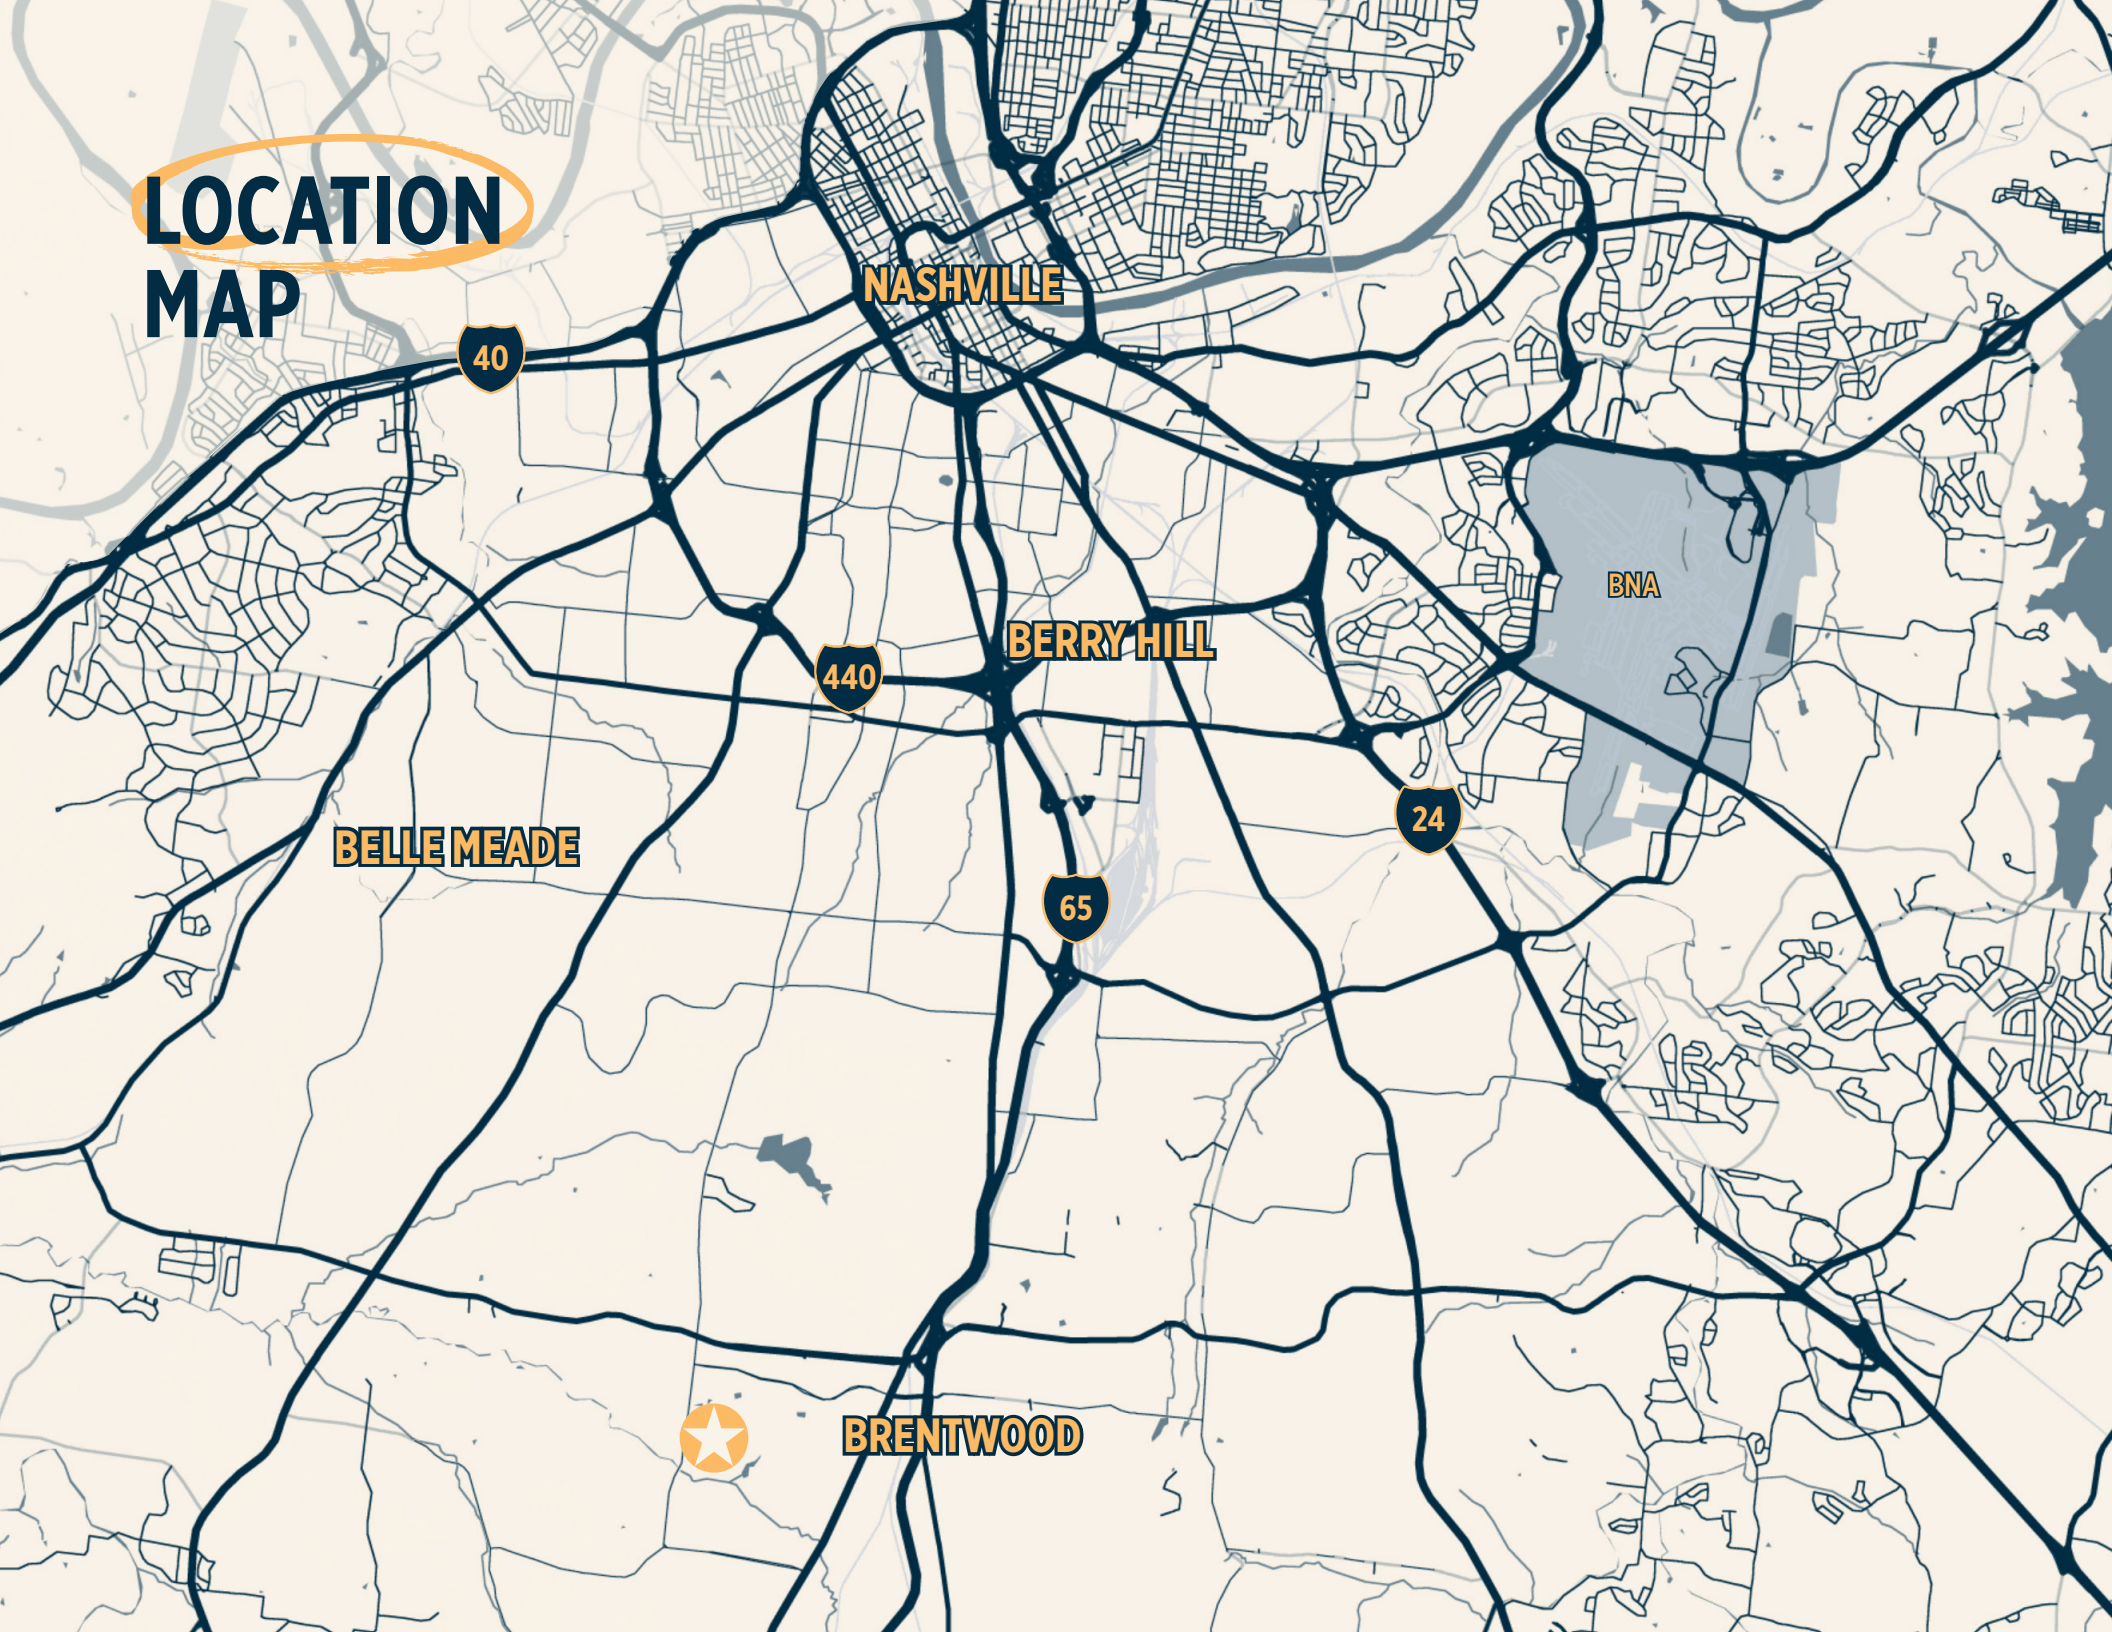 LOCATION
MAP
NASHVILLE
40
BNA
BERRY HILL
440
24
BELLE MEADE
65
BRENTWOOD